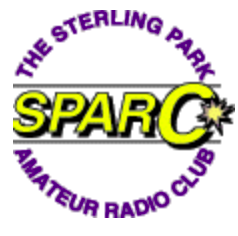 THE STERLING PARK
SPARC
AMATEUR RADIO CLUB